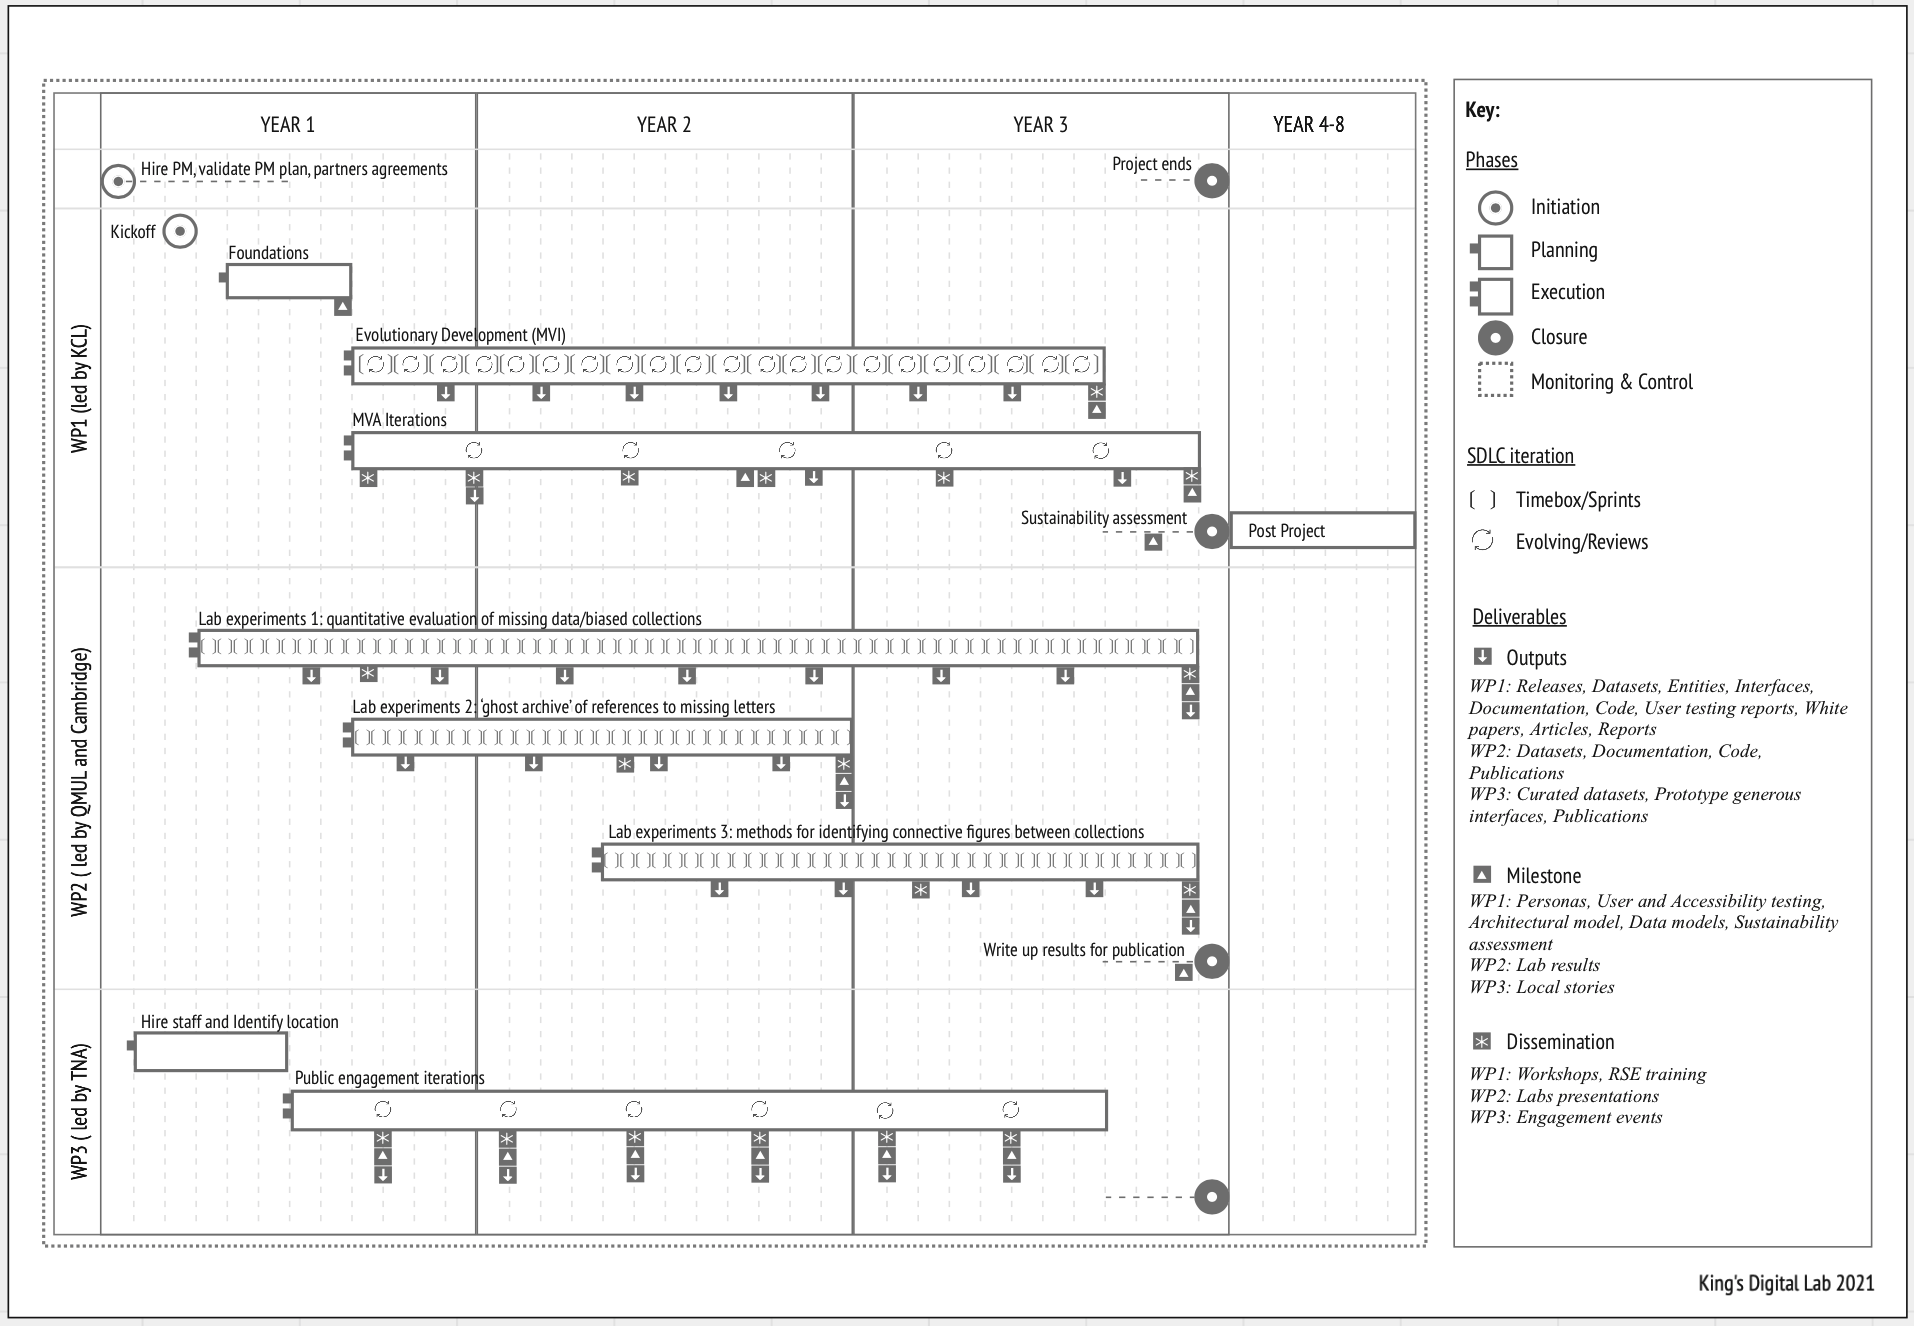 YEAR 1
YEAR 2
YEAR 3
YEAR 4-8
Hire PM, validate PM plan, partners agreements
Project ends
WP1 (led by KCL)
Kickoff
Foundations
Evolutionary Development (MVI)
MVA Iterations
Sustainability assessment
Post Project
WP2 ( led by QMUL and Cambridge)
Lab experiments 1: quantitative evaluation of missing data/biased collections
Lab experiments 2: ‘ghost archive’ of references to missing letters
Lab experiments 3: methods for identifying connective figures between collections
Write up results for publication
WP3 ( led by TNA)
Hire staff and Identify location
Public engagement iterations
Key:
Phases
Initiation
Planning
Execution
Closure
Monitoring & Control
SDLC iteration
Timebox/Sprints
Evolving/Reviews
Deliverables
Outputs
WP1: Releases, Datasets, Entities, Interfaces,
Documentation, Code, User testing reports, White
papers, Articles, Reports
WP2: Datasets, Documentation, Code,
Publications
WP3: Curated datasets, Prototype generous
interfaces, Publications
Milestone
WP1: Personas, User and Accessibility testing,
Architectural model, Data models, Sustainability
assessment
WP2: Lab results
WP3: Local stories
Dissemination
WP1: Workshops, RSE training
WP2: Labs presentations
WP3: Engagement events
King's Digital Lab 2021